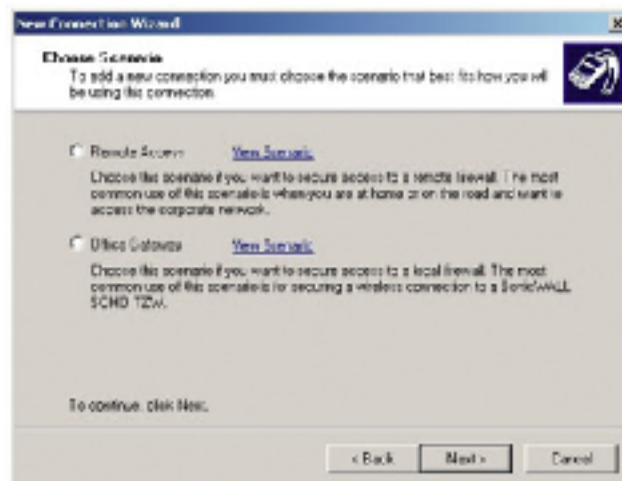 New Connection Wizard
Choose Scenario
To add a new connection you must choose the scenario that best fits how you will
be using this connection.
Remote Access View Scenario
Choose this scenario if you want to secure access to a remote firewall. The most
common use of this scenario is when you are at home or on the road and want to
access the corporate network.
Office Gateway View Scenario
Choose this scenario if you want to secure access to a local firewall. The most
common use of this scenario is for securing a wireless connection to a SonicWALL
SOHO TZW.
To continue, click Next.
< Back Next > Cancel